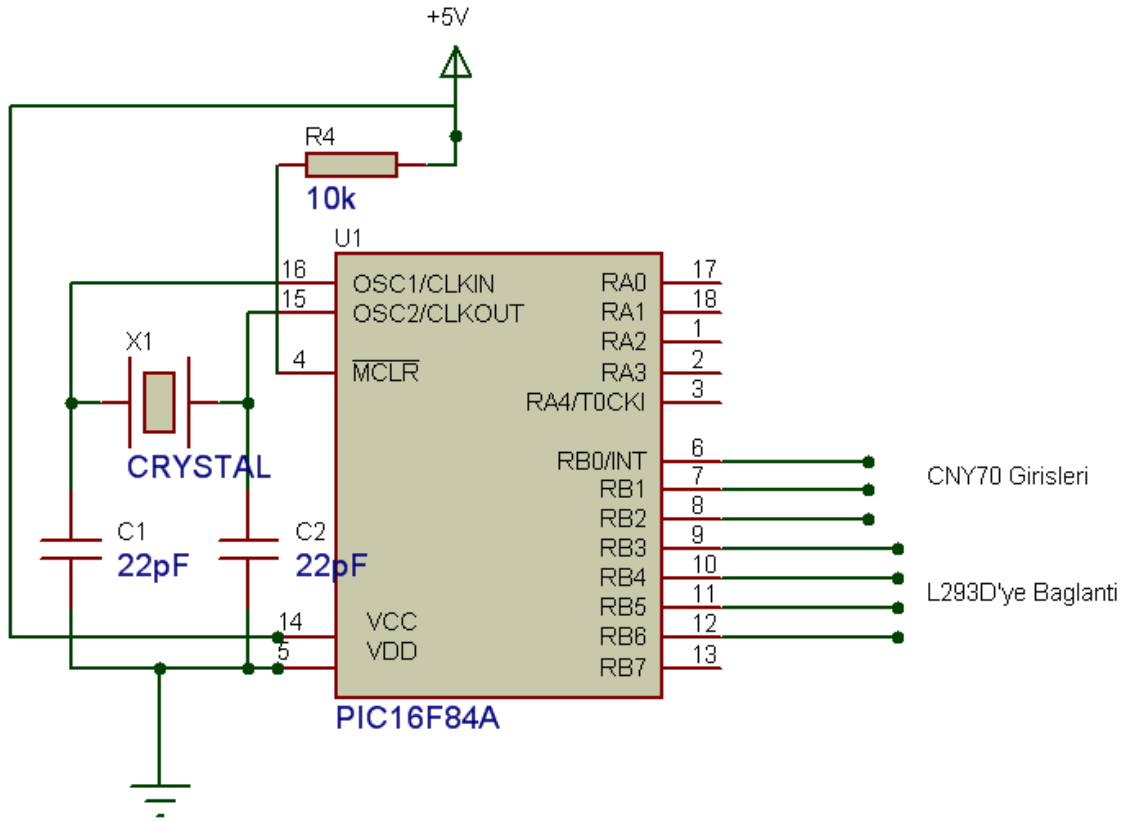 +5V
R4
10k
U1
16
OSC1/CLKIN
RA0
17
15
OSC2/CLKOUT
RA1
18
X1
RA2
1
4
MCLR
RA3
2
RA4/T0CKI
3
CRYSTAL
RB0/INT
6
CNY70 Girisleri
RB1
7
RB2
8
C1
22pF
C2
22pF
RB3
9
RB4
10
L293D'ye Baglanti
RB5
11
14
VCC
RB6
12
5
VDD
RB7
13
PIC16F84A